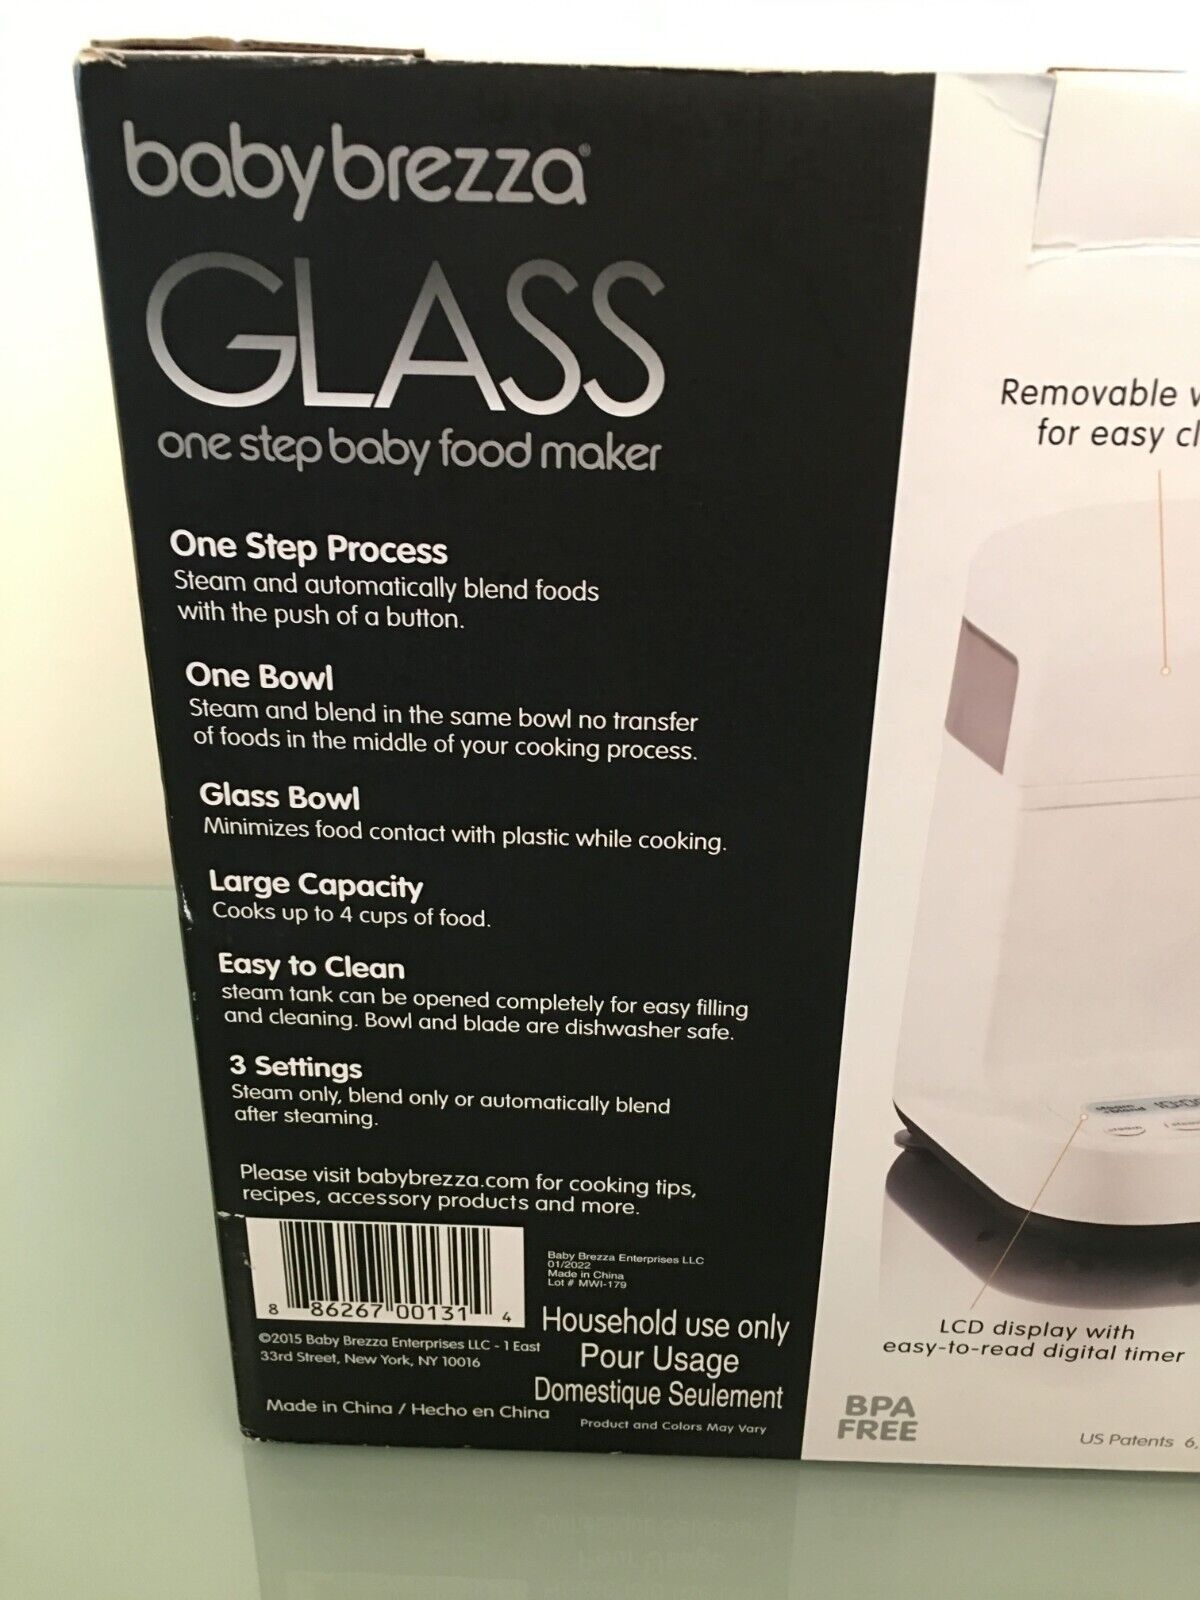 babybrezza®
GLASS
one step baby food maker
One Step Process
Steam and automatically blend foods
with the push of a button.
One Bowl
Steam and blend in the same bowl no transfer
of foods in the middle of your cooking process.
Glass Bowl
Minimizes food contact with plastic while cooking.
Large Capacity
Cooks up to 4 cups of food.
Easy to Clean
steam tank can be opened completely for easy filling
and cleaning. Bowl and blade are dishwasher safe.
3 Settings
Steam only, blend only or automatically blend
after steaming.
Please visit babybrezza.com for cooking tips,
recipes, accessory products and more.
8 86267 00131 4
©2015 Baby Brezza Enterprises LLC - 1 East
33rd Street, New York, NY 10016
Made in China / Hecho en China
Baby Brezza Enterprises LLC
01/2022
Made in China
Lot # MWI-179
Household use only
Pour Usage
Domestique Seulement
Product and Colors May Vary
Removable
for easy
LCD display with
easy-to-read digital timer
BPA
FREE
US Patents 6,